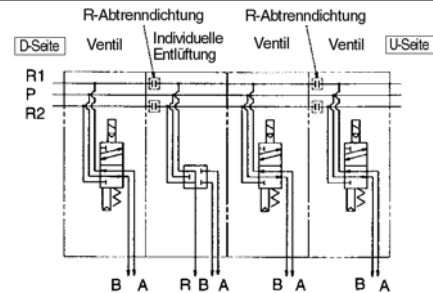 R-Abtrenndichtung R-Abtrenndichtung
D-Seite Ventil Individuelle Entlüftung Ventil Ventil U-Seite
R1
P
R2
B A R B A B A B A